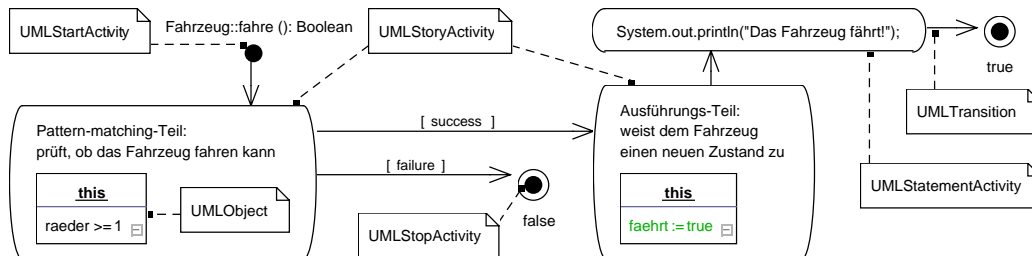 UMLStartActivity
Fahrzeug::fahre (): Boolean
UMLStoryActivity
System.out.println("Das Fahrzeug fährt!");
true
Pattern-matching-Teil:
prüft, ob das Fahrzeug fahren kann
this
raeder >= 1
UMLObject
[ success ]
[ failure ]
false
UMLStopActivity
Ausführungs-Teil:
weist dem Fahrzeug
einen neuen Zustand zu
this
faehrt := true
UMLTransition
UMLStatementActivity